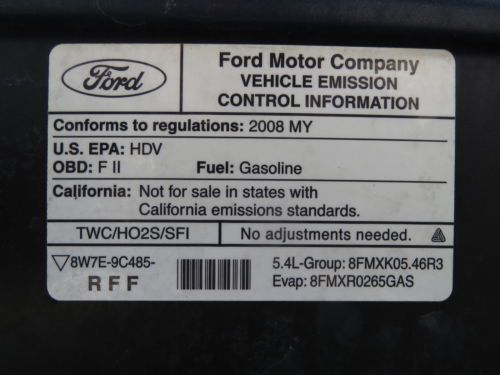 Ford
Ford Motor Company
VEHICLE EMISSION
CONTROL INFORMATION
Conforms to regulations: 2008 MY
U.S. EPA: HDV
OBD: F II Fuel: Gasoline
California: Not for sale in states with
California emissions standards.
TWC/HO2S/SFI No adjustments needed.
8W7E-9C485-
RFF
5.4L-Group: 8FMXK05.46R3
Evap: 8FMXR0265GAS